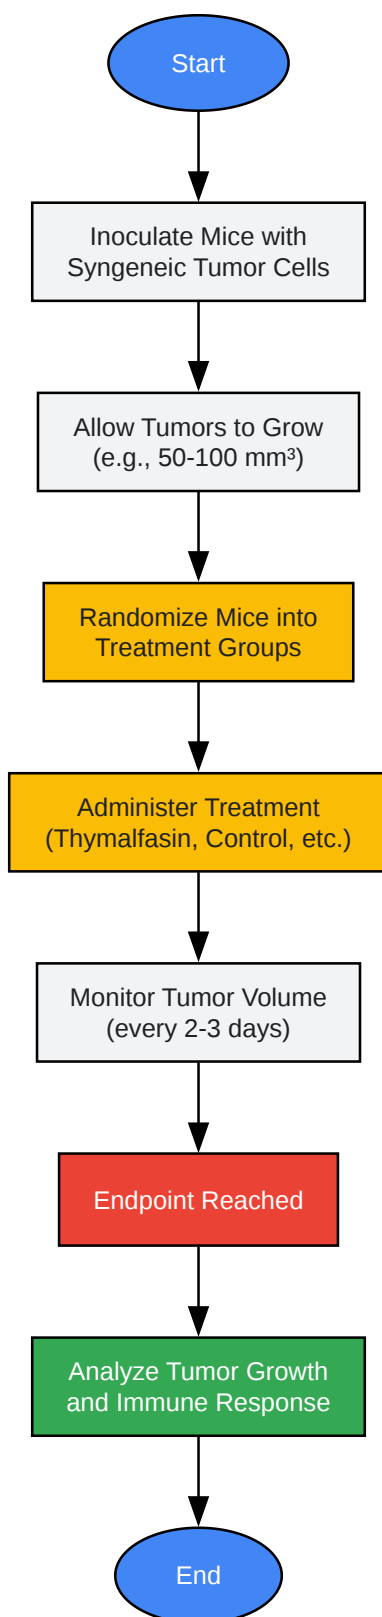 Start
Inoculate Mice with
Syngeneic Tumor Cells
Allow Tumors to Grow
(e.g., 50-100 mm³)
Randomize Mice into
Treatment Groups
Administer Treatment
(Thymalfasin, Control, etc.)
Monitor Tumor Volume
(every 2-3 days)
Endpoint Reached
Analyze Tumor Growth
and Immune Response
End